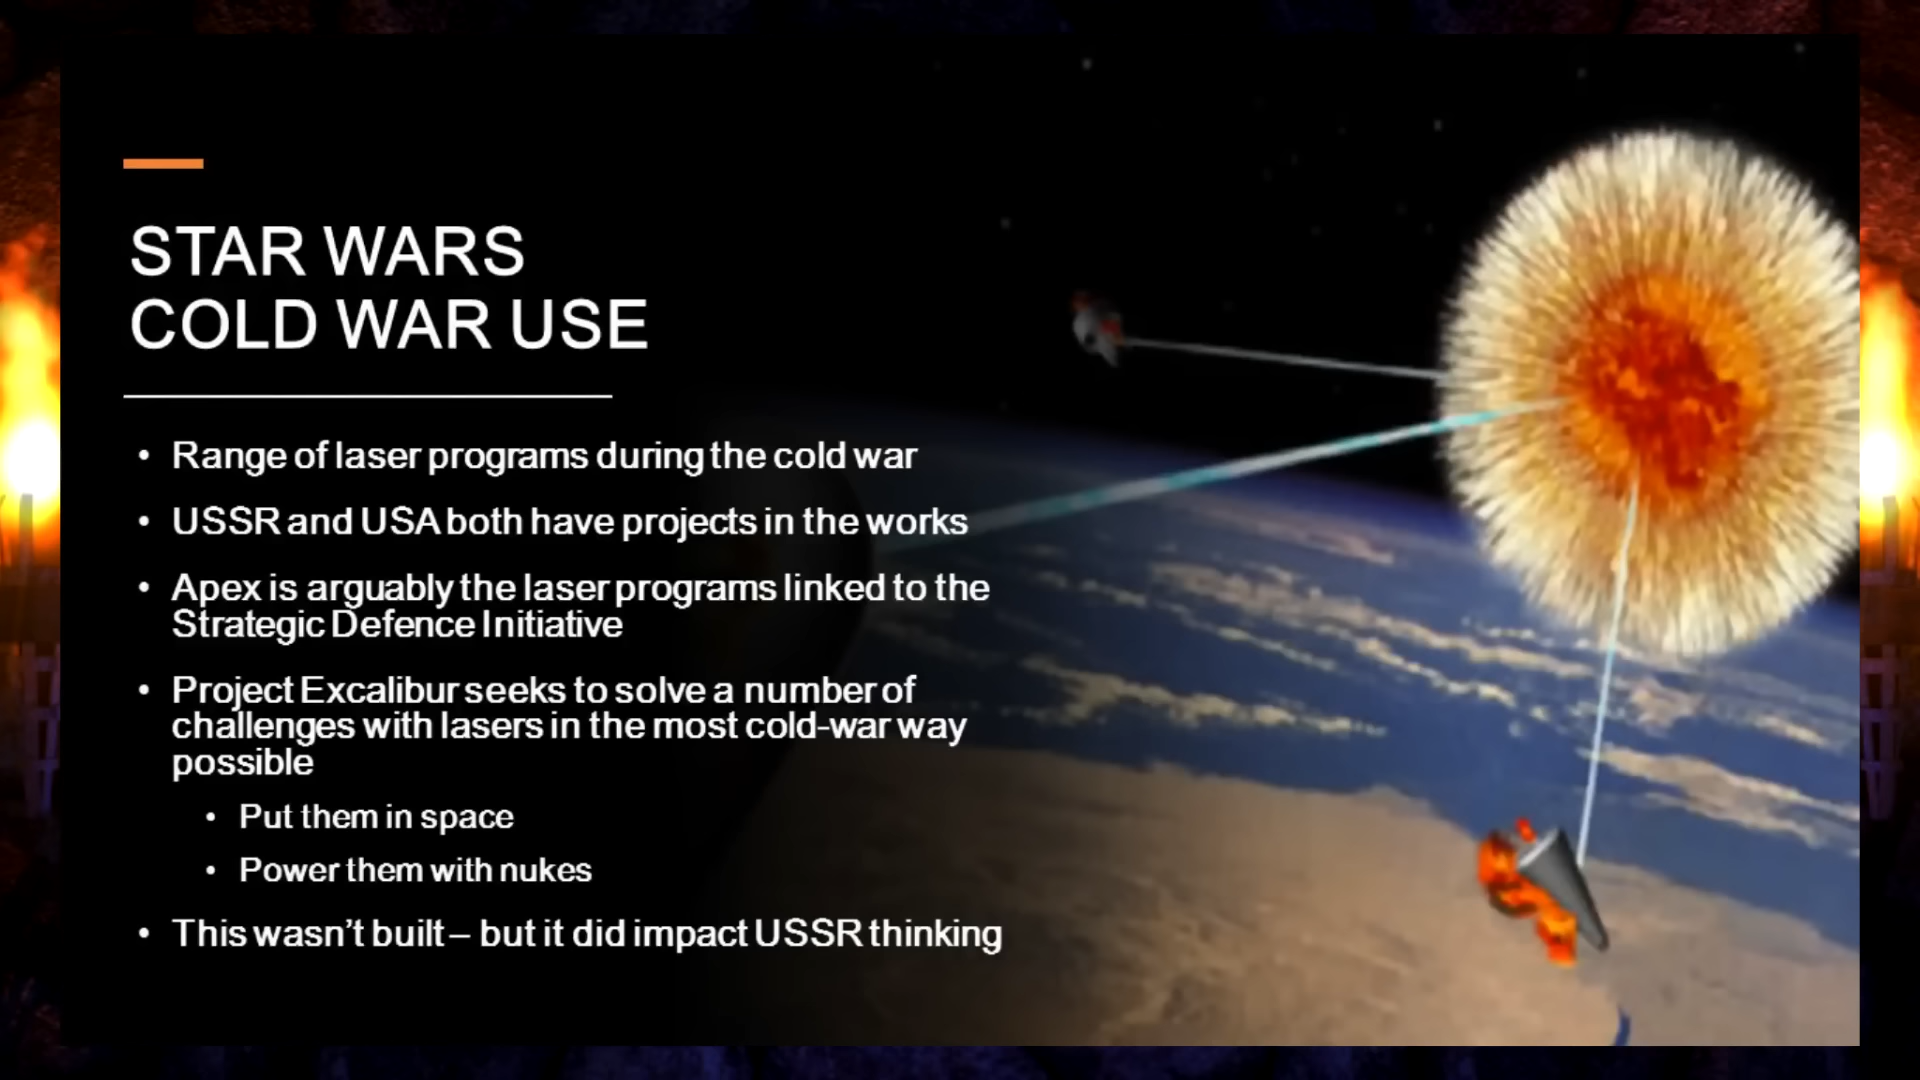 STAR WARS
COLD WAR USE
• Range of laser programs during the cold war
• USSR and USA both have projects in the works
• Apex is arguably the laser programs linked to the
Strategic Defence Initiative
• Project Excalibur seeks to solve a number of
challenges with lasers in the most cold-war way
possible
• Put them in space
• Power them with nukes
• This wasn’t built – but it did impact USSR thinking